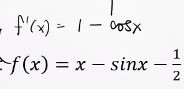 , f'(x) = 1 - cosx
f(x) = x - sinx - 1/2